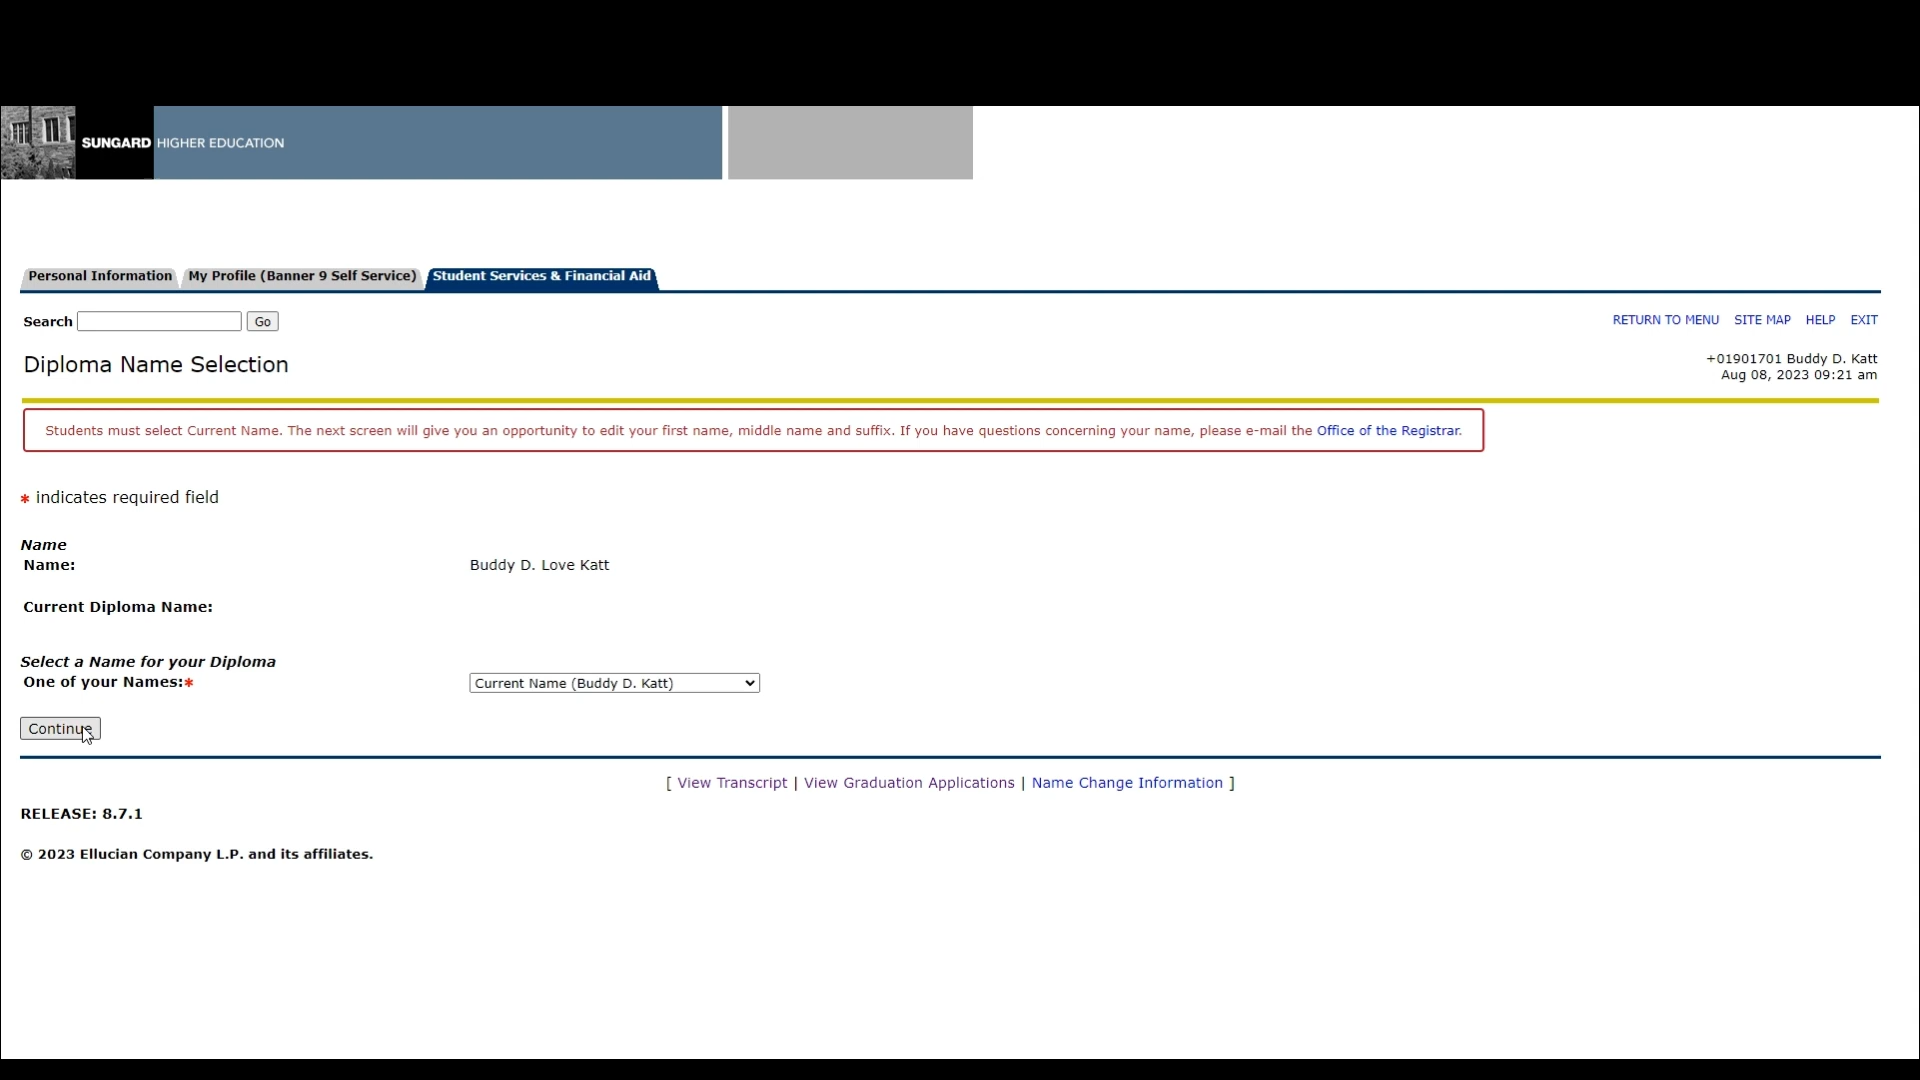 SUNGARD HIGHER EDUCATION
Personal Information My Profile (Banner 9 Self Service) Student Services & Financial Aid
Search Go
RETURN TO MENU SITE MAP HELP EXIT
Diploma Name Selection
+01901701 Buddy D. Katt
Aug 08, 2023 09:21 am
Students must select Current Name. The next screen will give you an opportunity to edit your first name, middle name and suffix. If you have questions concerning your name, please e-mail the Office of the Registrar.
* indicates required field
Name
Name: Buddy D. Love Katt
Current Diploma Name:
Select a Name for your Diploma
One of your Names:* Current Name (Buddy D. Katt)
Continue
[ View Transcript | View Graduation Applications | Name Change Information ]
RELEASE: 8.7.1
© 2023 Ellucian Company L.P. and its affiliates.